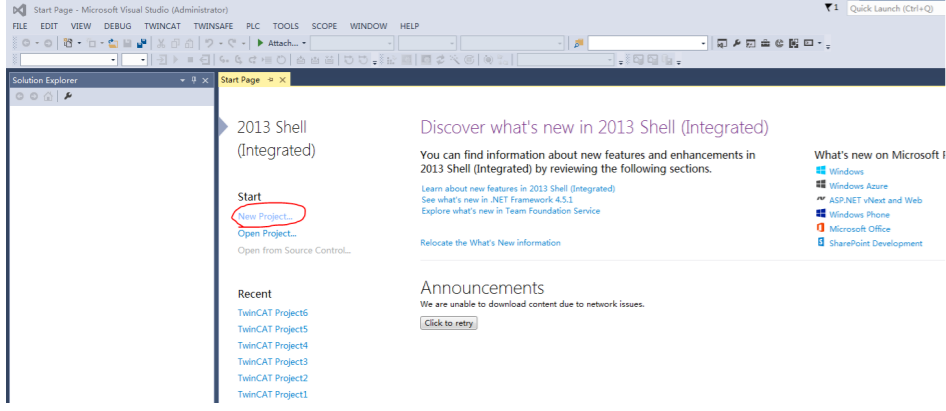 Start Page - Microsoft Visual Studio (Administrator)
1
Quick Launch (Ctrl+Q)
FILE EDIT VIEW DEBUG TWINCAT TWINSAFE PLC TOOLS SCOPE WINDOW HELP
Attach...
Solution Explorer
Start Page
2013 Shell
(Integrated)
Start
New Project...
Open Project...
Open from Source Control...
Recent
TwinCAT Project6
TwinCAT Project5
TwinCAT Project4
TwinCAT Project3
TwinCAT Project2
TwinCAT Project1
Discover what's new in 2013 Shell (Integrated)
You can find information about new features and enhancements in
2013 Shell (Integrated) by reviewing the following sections.
Learn about new features in 2013 Shell (Integrated)
See what's new in .NET Framework 4.5.1
Explore what's new in Team Foundation Service
Relocate the What's New information
Announcements
We are unable to download content due to network issues.
Click to retry
What's new on Microsoft P
Windows
Windows Azure
ASP.NET vNext and Web
Windows Phone
Microsoft Office
SharePoint Development